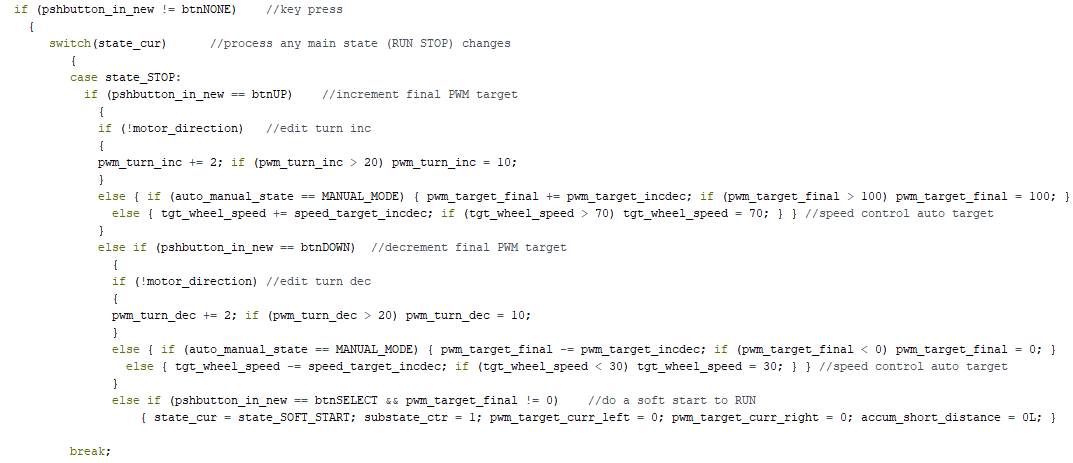 if (pshbutton_in_new != btnNONE)    //key press
  {
     switch(state_cur)      //process any main state (RUN STOP) changes
        {
        case state_STOP:
          if (pshbutton_in_new == btnUP)    //increment final PWM target
            {
            if (!motor_direction)   //edit turn inc
            {
            pwm_turn_inc += 2; if (pwm_turn_inc > 20) pwm_turn_inc = 10;
            }
            else { if (auto_manual_state == MANUAL_MODE) { pwm_target_final += pwm_target_incdec; if (pwm_target_final > 100) pwm_target_final = 100; }
              else { tgt_wheel_speed += speed_target_incdec; if (tgt_wheel_speed > 70) tgt_wheel_speed = 70; } } //speed control auto target
            }
            else if (pshbutton_in_new == btnDOWN)  //decrement final PWM target
              {
              if (!motor_direction) //edit turn dec
              {
              pwm_turn_dec += 2; if (pwm_turn_dec > 20) pwm_turn_dec = 10;
              }
              else { if (auto_manual_state == MANUAL_MODE) { pwm_target_final -= pwm_target_incdec; if (pwm_target_final < 0) pwm_target_final = 0; }
                else { tgt_wheel_speed -= speed_target_incdec; if (tgt_wheel_speed < 30) tgt_wheel_speed = 30; } } //speed control auto target
              }
              else if (pshbutton_in_new == btnSELECT && pwm_target_final != 0)    //do a soft start to RUN
                  { state_cur = state_SOFT_START; substate_ctr = 1; pwm_target_curr_left = 0; pwm_target_curr_right = 0; accum_short_distance = 0L; }
        break;